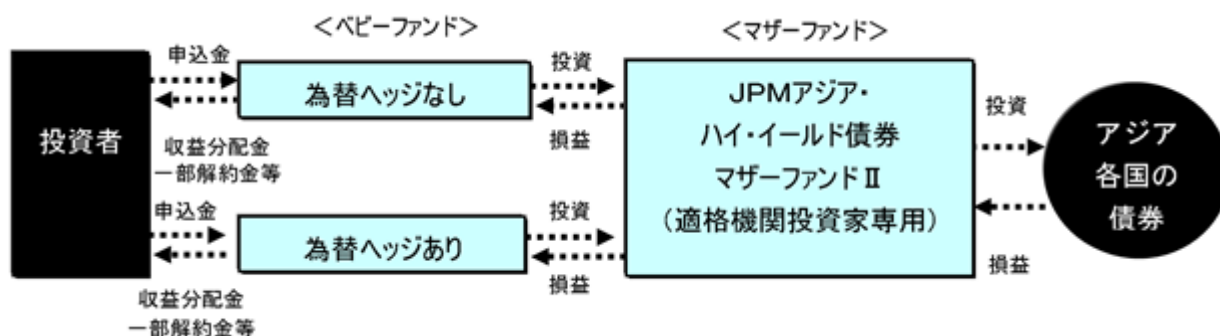 ＜ベビーファンド＞
＜マザーファンド＞
投資者
申込金
収益分配金
一部解約金等
為替ヘッジなし
投資
損益
申込金
収益分配金
一部解約金等
為替ヘッジあり
投資
損益
JPMアジア・
ハイ・イールド債券
マザーファンドⅡ
（適格機関投資家専用）
投資
損益
アジア
各国の
債券